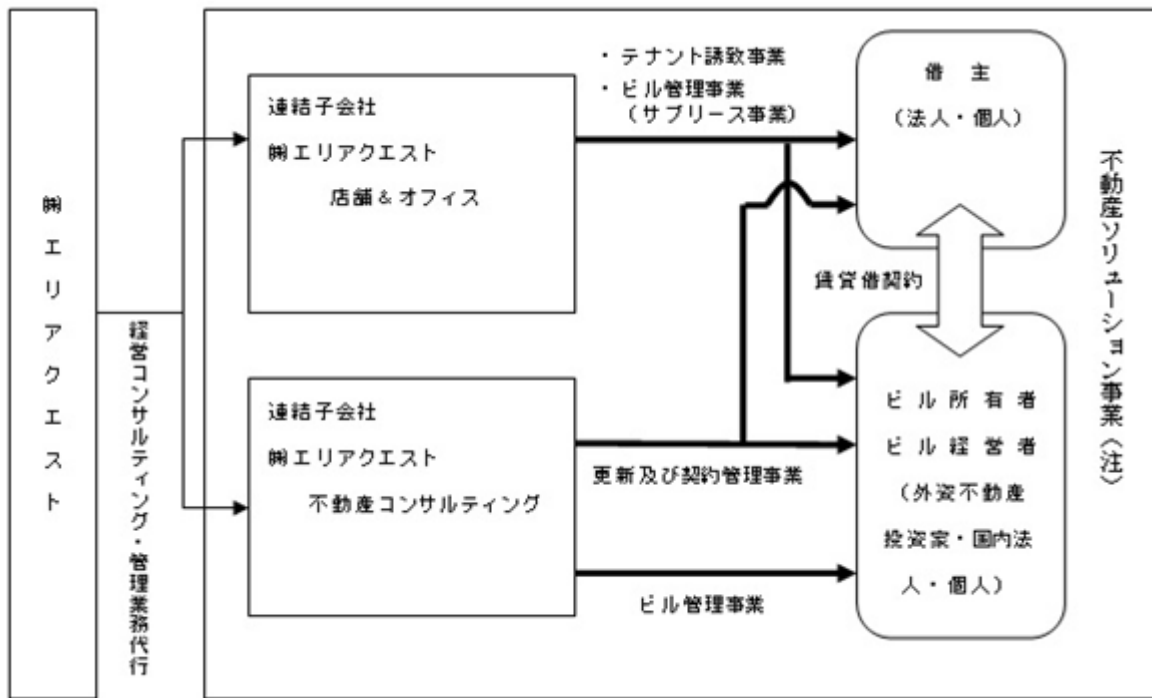 ㈱エリアクエスト
経営コンサルティング・管理業務代行
連結子会社
㈱エリアクエスト
店舗＆オフィス
連結子会社
㈱エリアクエスト
不動産コンサルティング
・ テナント誘致事業
・ ビル管理事業
（サブリース事業）
更新及び契約管理事業
ビル管理事業
借 主
（法人・個人）
賃貸借契約
ビル所有者
ビル経営者
（外資不動産
投資家・国内法
人・個人）
不動産ソリューション事業（注）